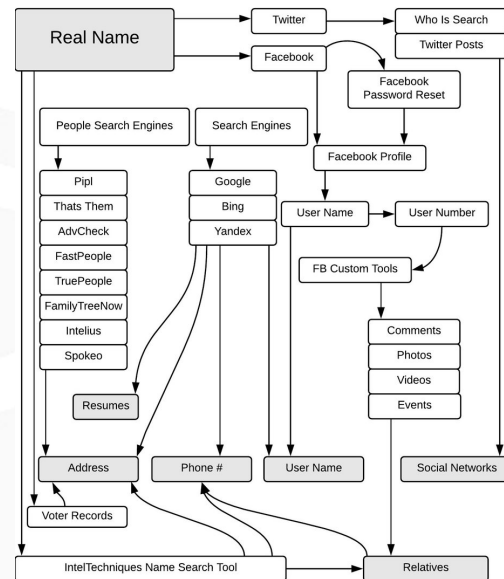 Real Name
Twitter
Who Is Search
Twitter Posts
Facebook
Facebook
Password Reset
People Search Engines
Search Engines
Facebook Profile
Pipl
Thats Them
AdvCheck
FastPeople
TruePeople
FamilyTreeNow
Intelius
Spokeo
Google
Bing
Yandex
User Name
User Number
FB Custom Tools
Comments
Photos
Videos
Events
Resumes
Address
Phone #
User Name
Social Networks
Voter Records
IntelTechniques Name Search Tool
Relatives